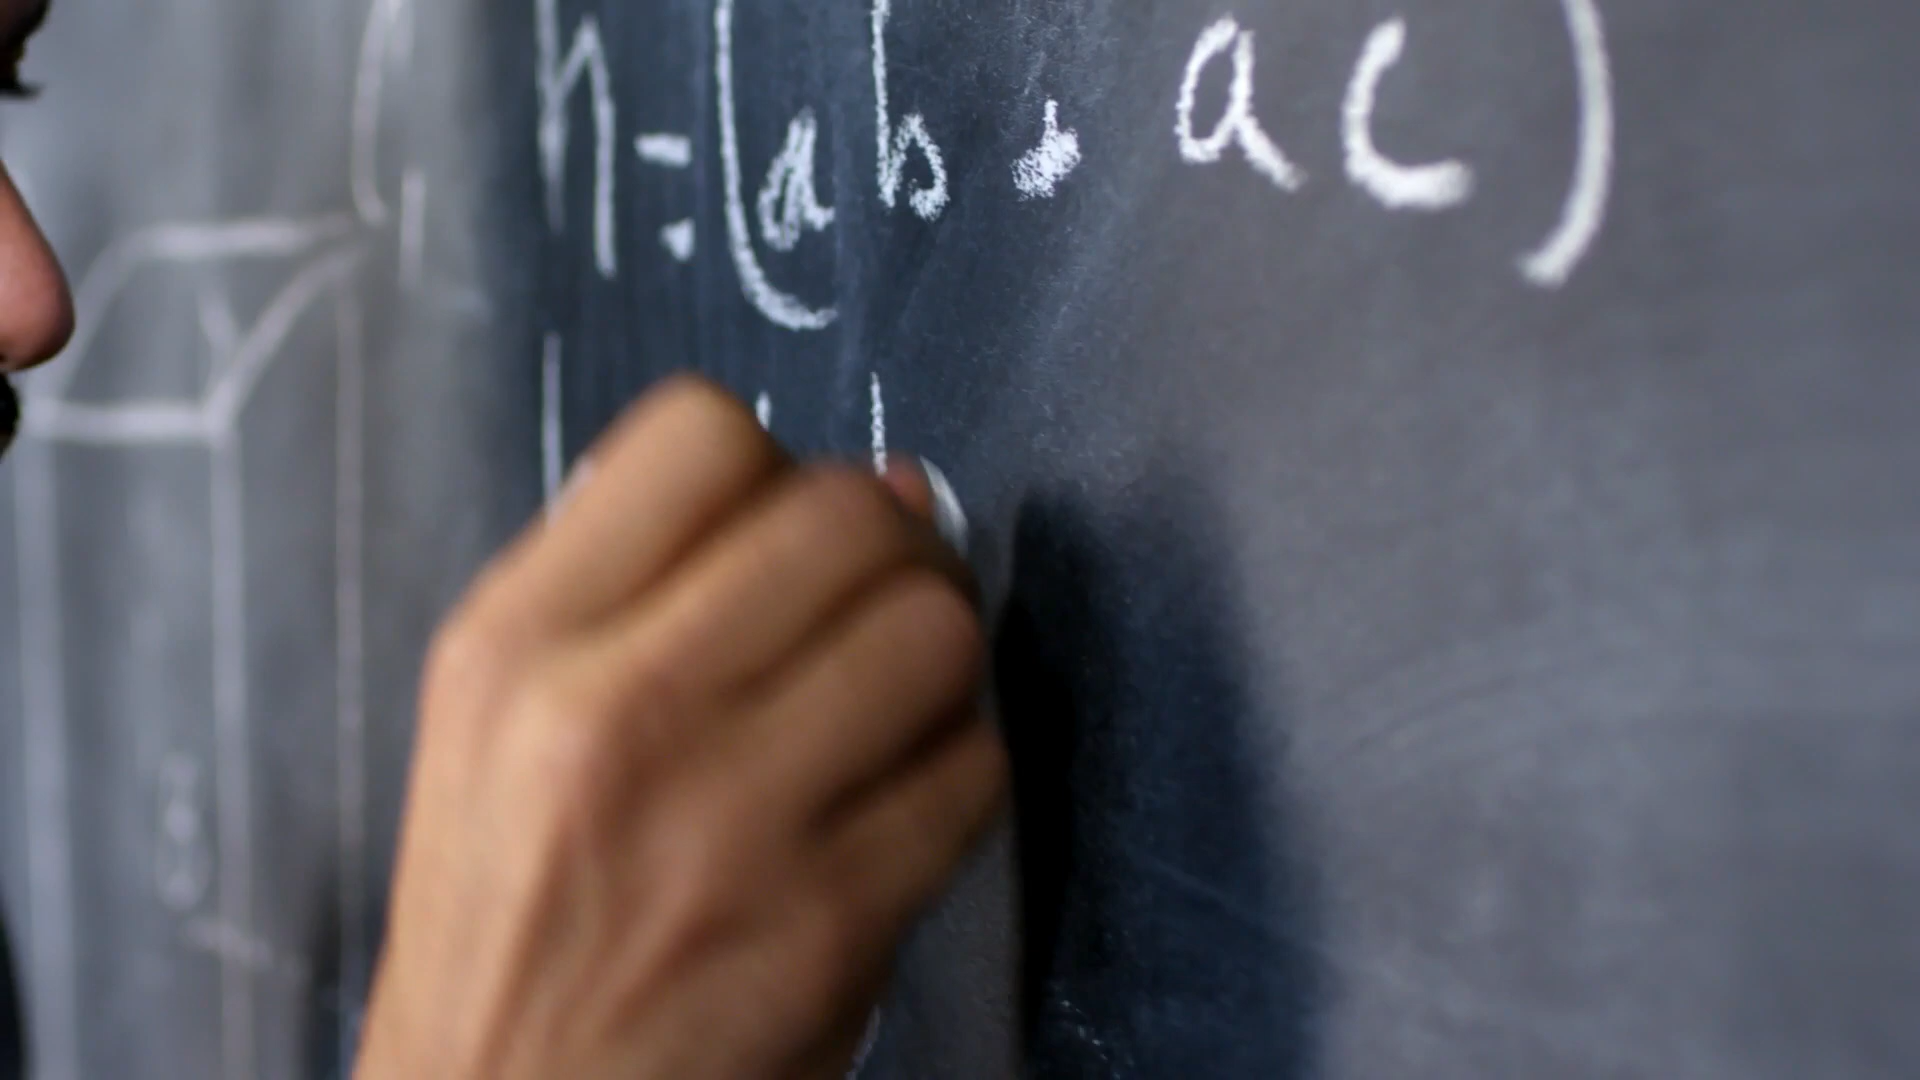 h = (ab · ac)